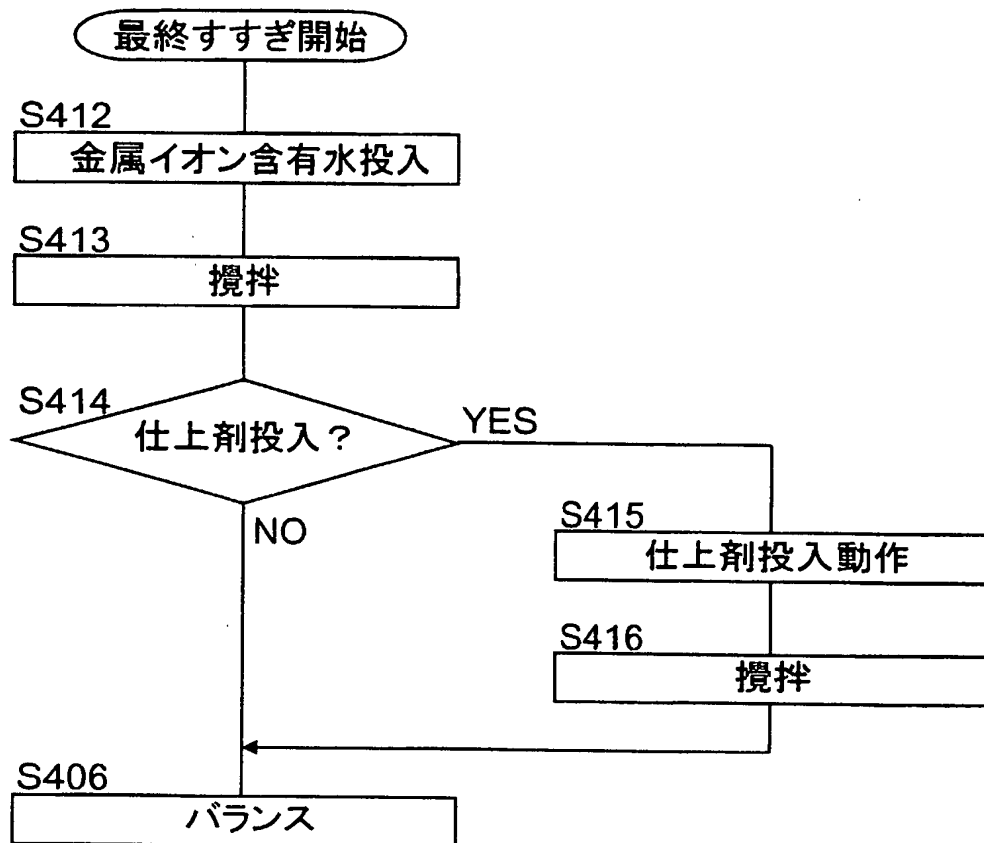 最終すすぎ開始
S412
金属イオン含有水投入
S413
攪拌
S414
仕上剤投入？
YES
NO
S415
仕上剤投入動作
S416
攪拌
S406
バランス